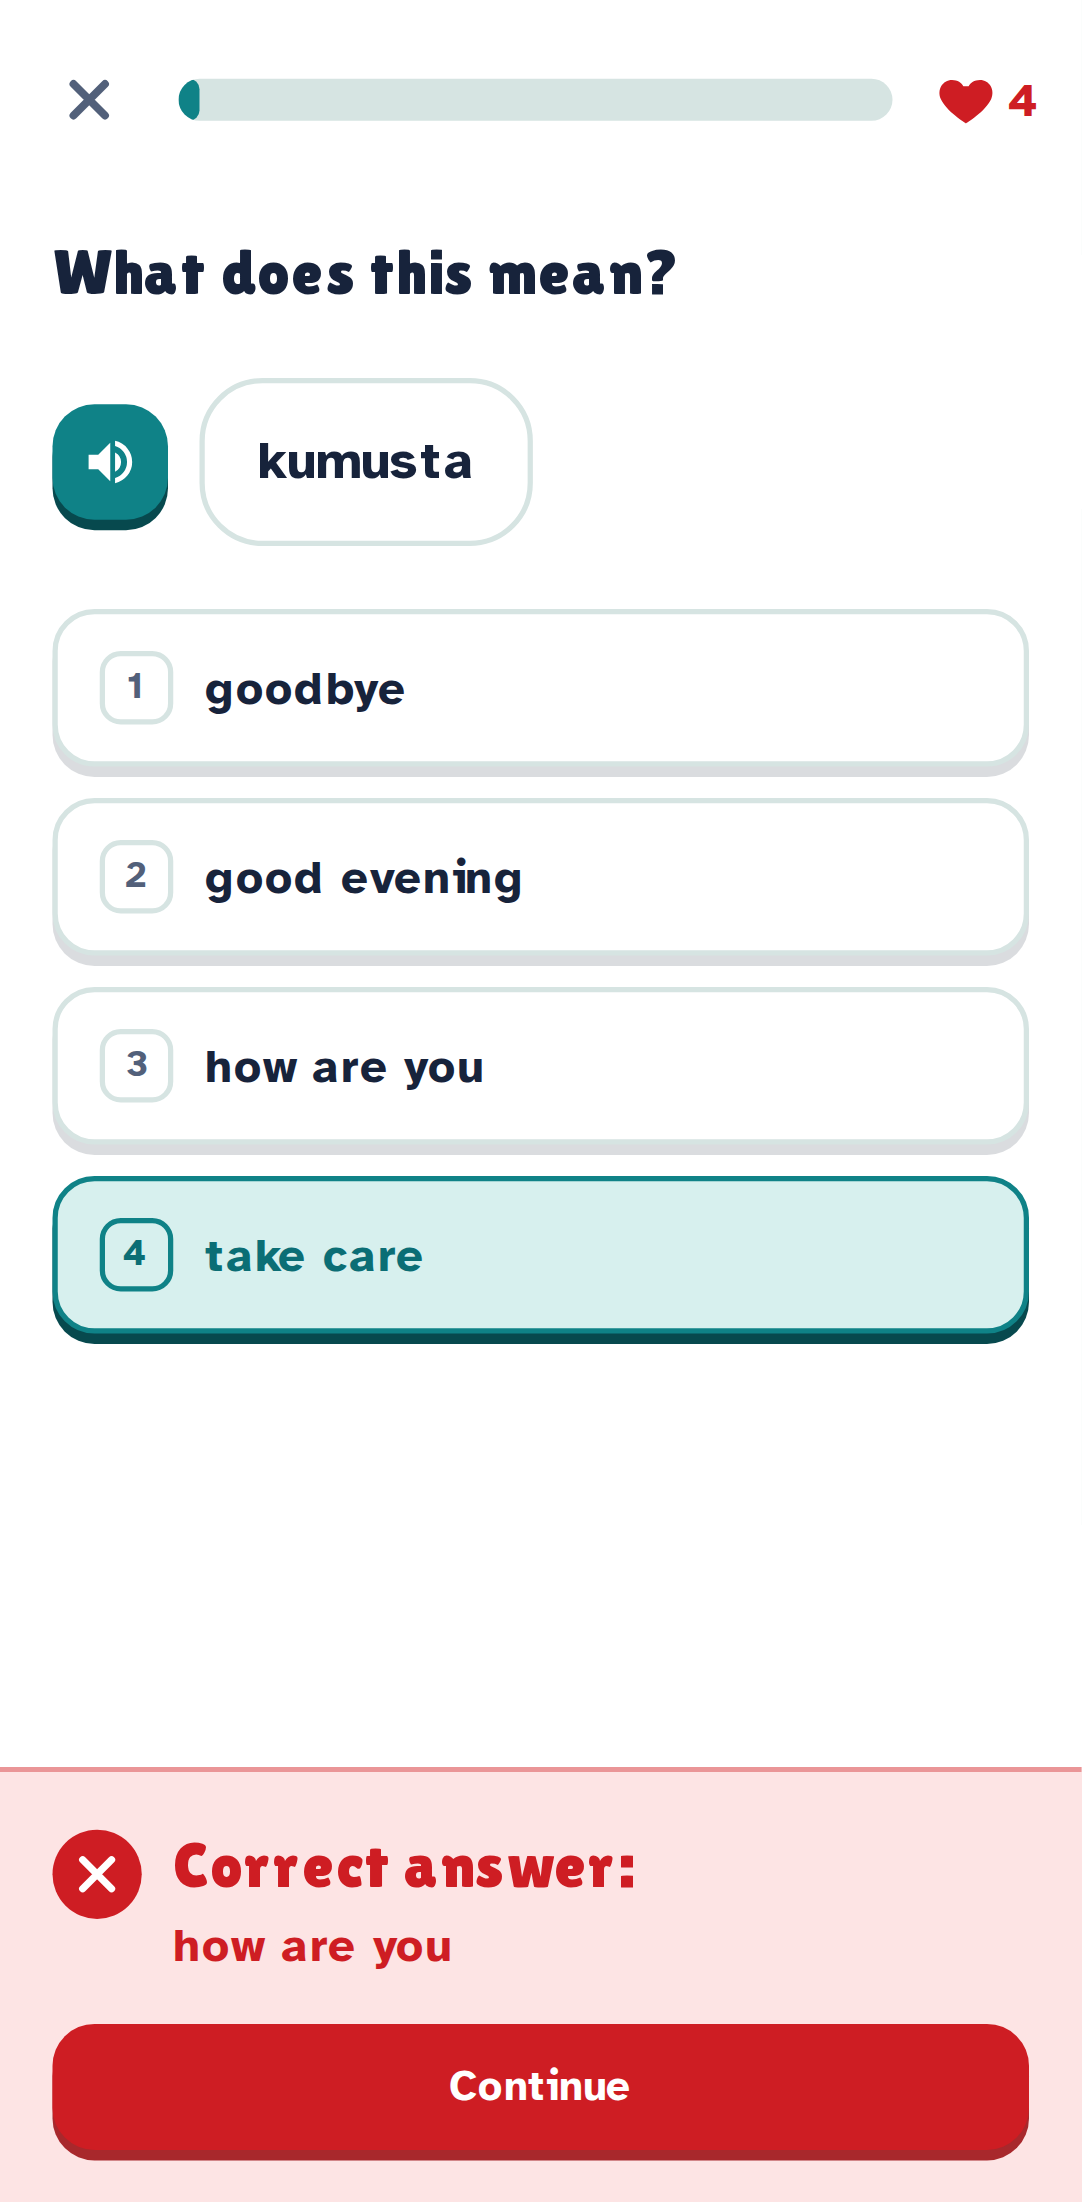 4
What does this mean?
kumusta
1 goodbye
2 good evening
3 how are you
4 take care
Correct answer:
how are you
Continue